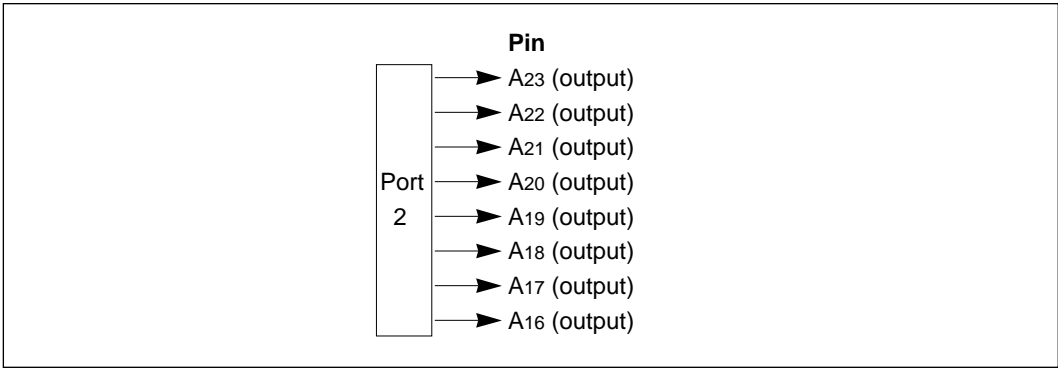 Pin
A23 (output)
A22 (output)
A21 (output)
Port
A20 (output)
2
A19 (output)
A18 (output)
A17 (output)
A16 (output)